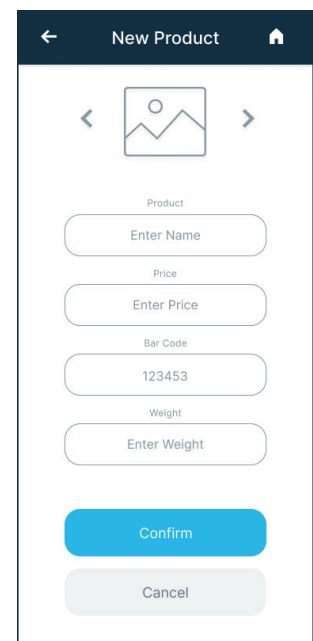 New Product
Product
Enter Name
Price
Enter Price
Bar Code
123453
Weight
Enter Weight
Confirm
Cancel